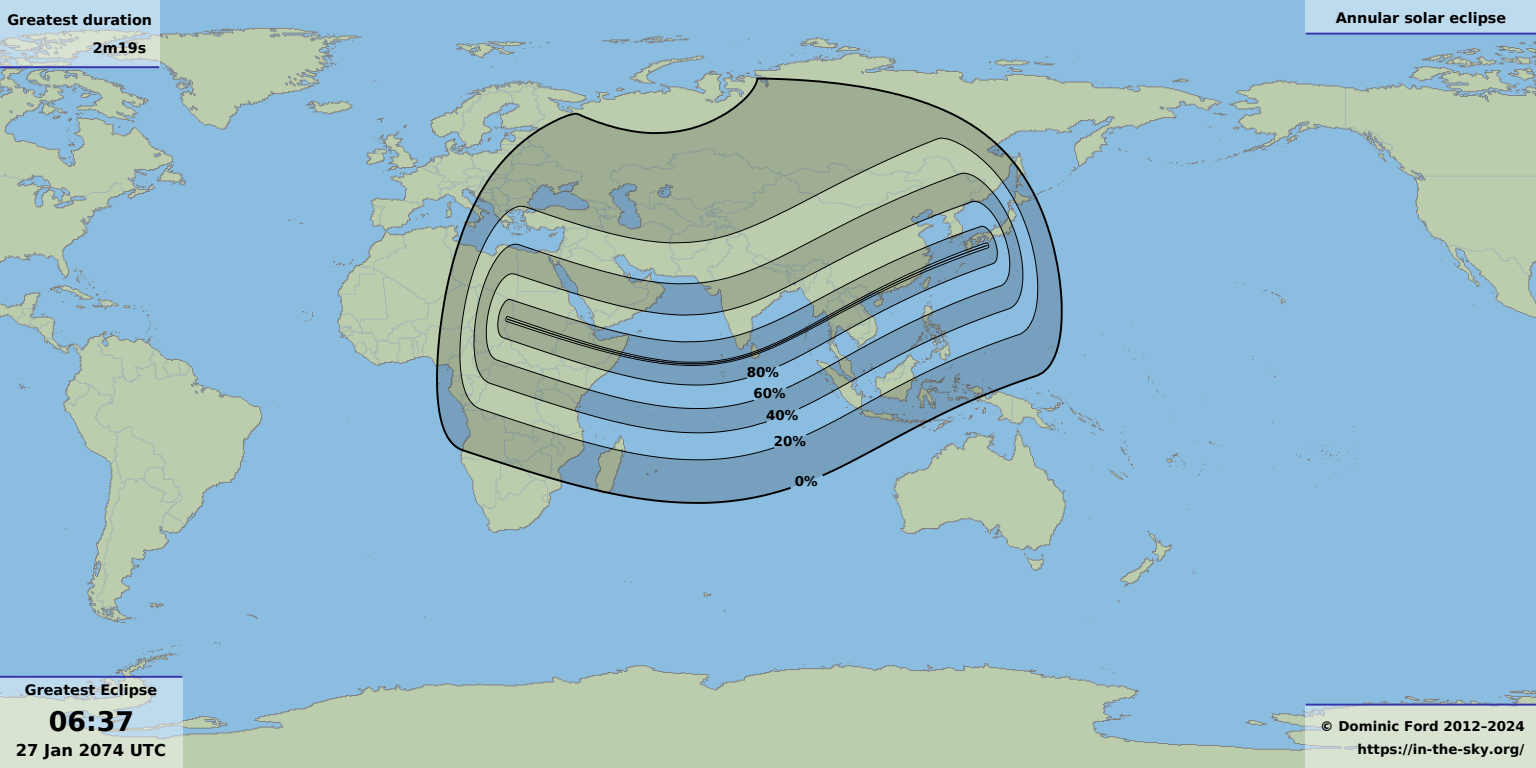 Greatest duration
2m19s
Annular solar eclipse
80%
60%
40%
20%
0%
Greatest Eclipse
06:37
27 Jan 2074 UTC
© Dominic Ford 2012–2024
https://in-the-sky.org/